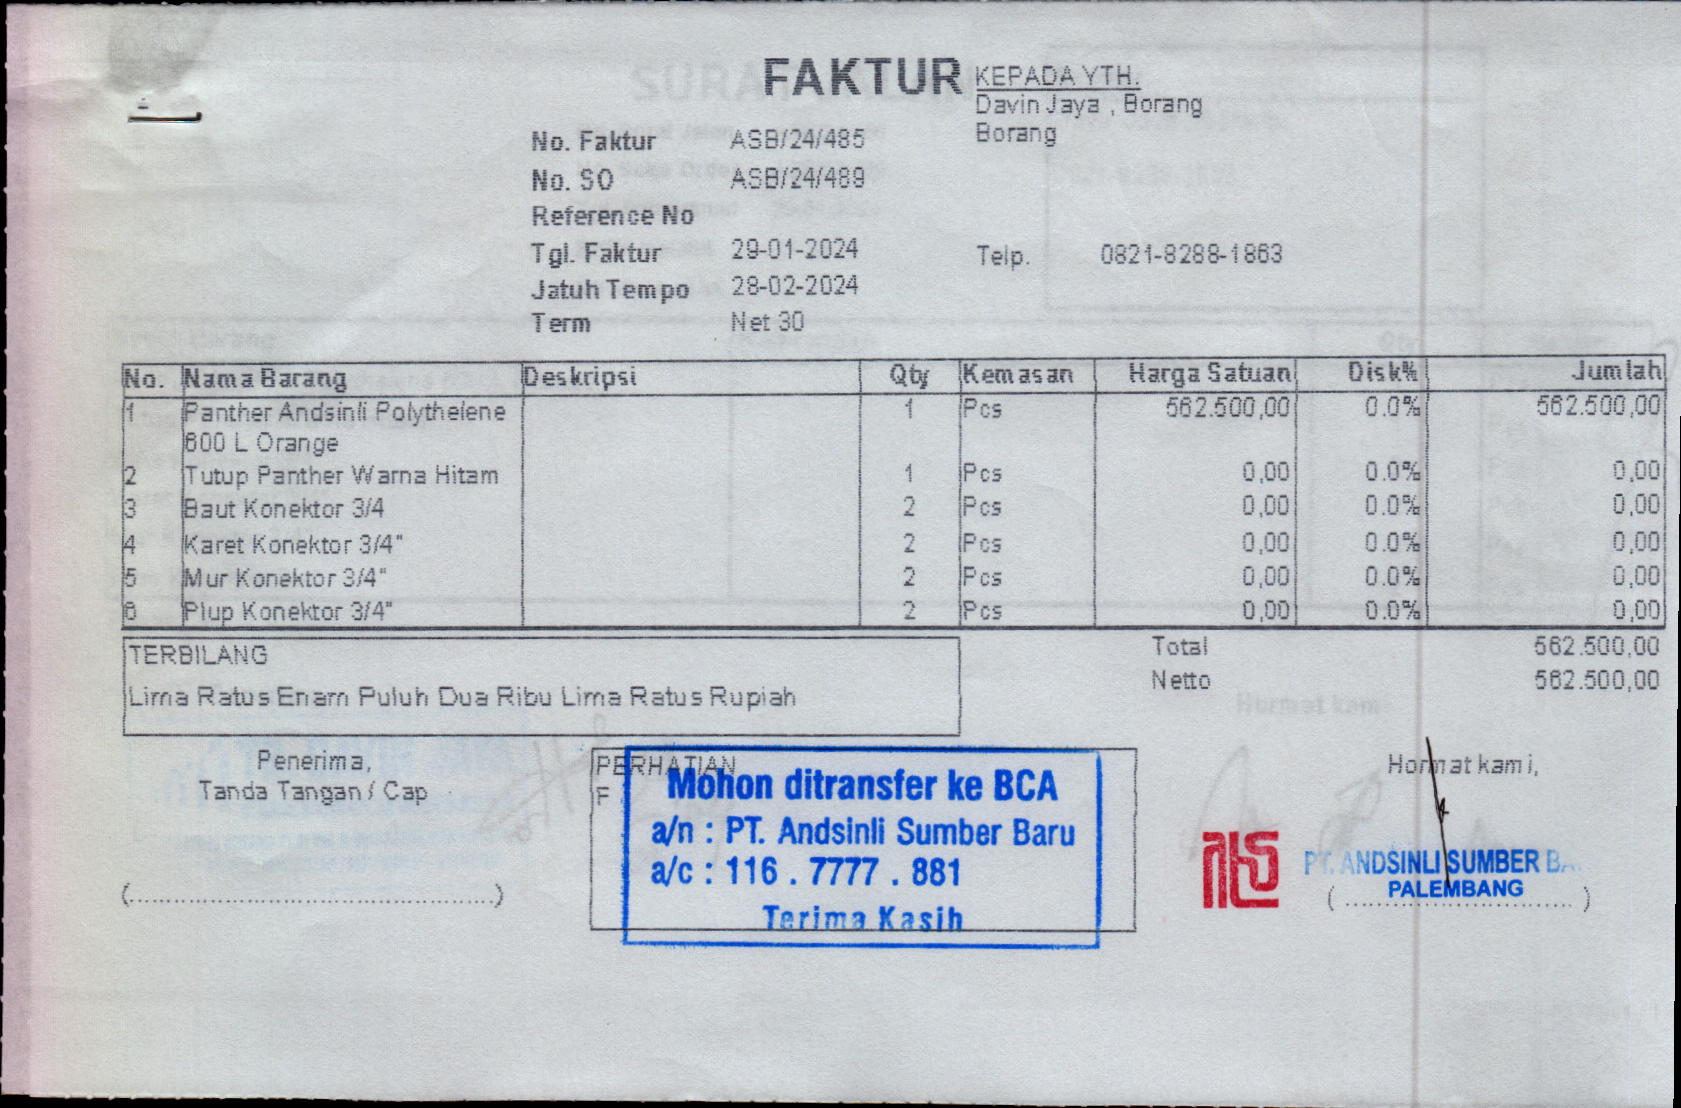 FAKTUR
KEPADA YTH.
Davin Jaya , Borang
Borang
No. Faktur ASB/24/485
No. SO ASB/24/489
Reference No
Tgl. Faktur 29-01-2024
Telp. 0821-8288-1863
Jatuh Tempo 28-02-2024
Term Net 30
No. Nama Barang Deskripsi Qty Kemasan Harga Satuan Disk% Jumlah
1 Panther Andsinli Polythelene 1 Pcs 562.500,00 0.0% 562.500,00
600 L Orange
2 Tutup Panther Warna Hitam 1 Pcs 0,00 0.0% 0,00
3 Baut Konektor 3/4 2 Pcs 0,00 0.0% 0,00
4 Karet Konektor 3/4" 2 Pcs 0,00 0.0% 0,00
5 Mur Konektor 3/4" 2 Pcs 0,00 0.0% 0,00
6 Plup Konektor 3/4" 2 Pcs 0,00 0.0% 0,00
TERBILANG
Lima Ratus Enam Puluh Dua Ribu Lima Ratus Rupiah
Total 562.500,00
Netto 562.500,00
Penerima,
Tanda Tangan / Cap
(...............................................)
PERHATIAN
F
Mohon ditransfer ke BCA
a/n : PT. Andsinli Sumber Baru
a/c : 116 . 7777 . 881
Terima Kasih
Hormat kami,
PT. ANDSINLI SUMBER
PALEMBANG
( ............................. )